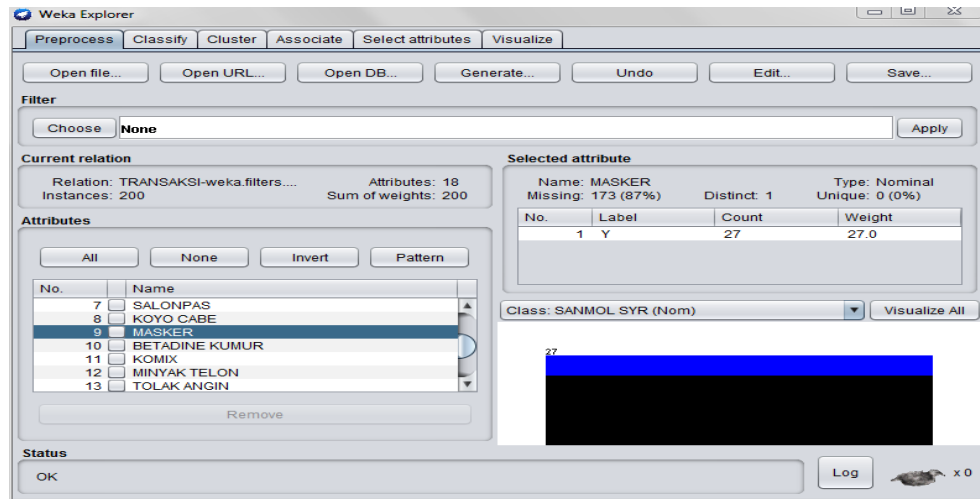 Weka Explorer
Preprocess Classify Cluster Associate Select attributes Visualize
Open file... Open URL... Open DB... Generate... Undo Edit... Save...
Filter
Choose None Apply
Current relation
Relation: TRANSAKSI-weka.filters.... Attributes: 18
Instances: 200 Sum of weights: 200
Attributes
All None Invert Pattern
No. Name
7 SALONPAS
8 KOYO CABE
9 MASKER
10 BETADINE KUMUR
11 KOMIX
12 MINYAK TELON
13 TOLAK ANGIN
Remove
Selected attribute
Name: MASKER Type: Nominal
Missing: 173 (87%) Distinct: 1 Unique: 0 (0%)
No. Label Count Weight
1 Y 27 27.0
Class: SANMOL SYR (Nom) Visualize All
27
Status
OK Log x 0